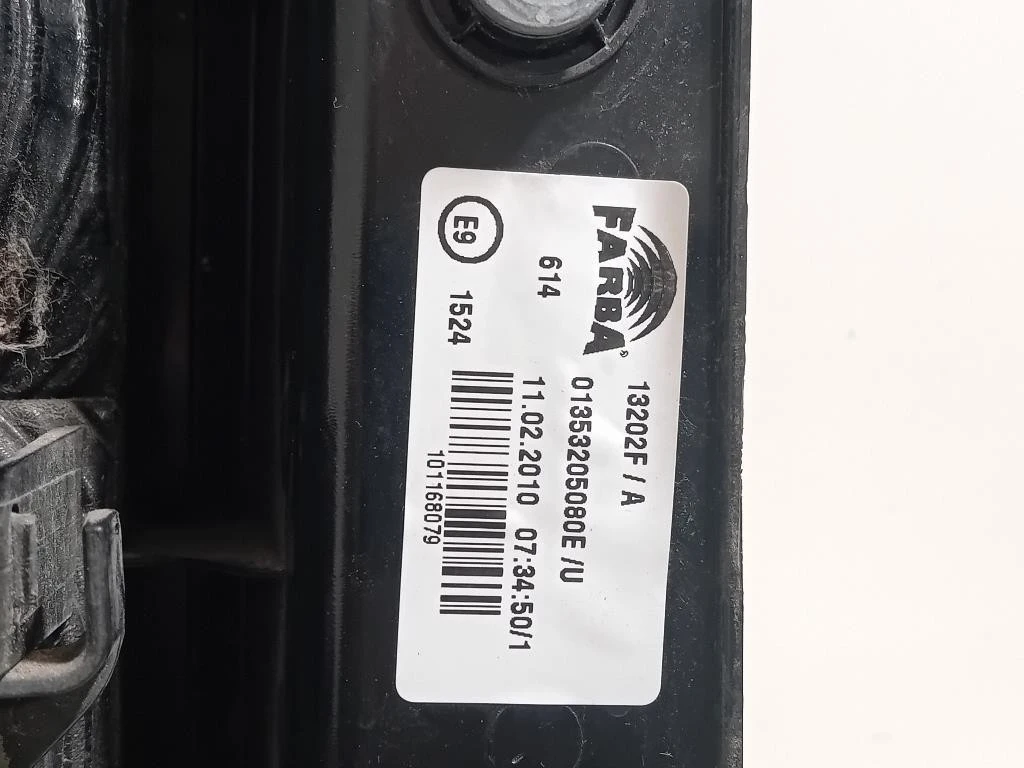 FARBA®
13202F / A
01353205080E /U
614
11.02.2010 07:34:50/1
E9
1524
101168079